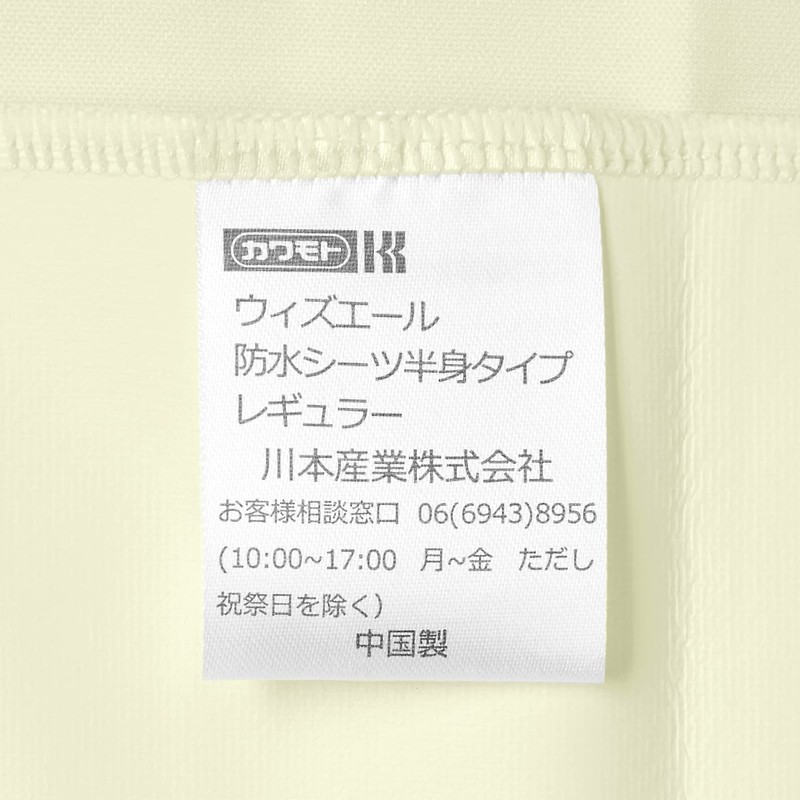 カワモト
ウィズエール
防水シーツ半身タイプ
レギュラー
川本産業株式会社
お客様相談窓口 06(6943)8956
(10:00~17:00 月~金 ただし
祝祭日を除く)
中国製